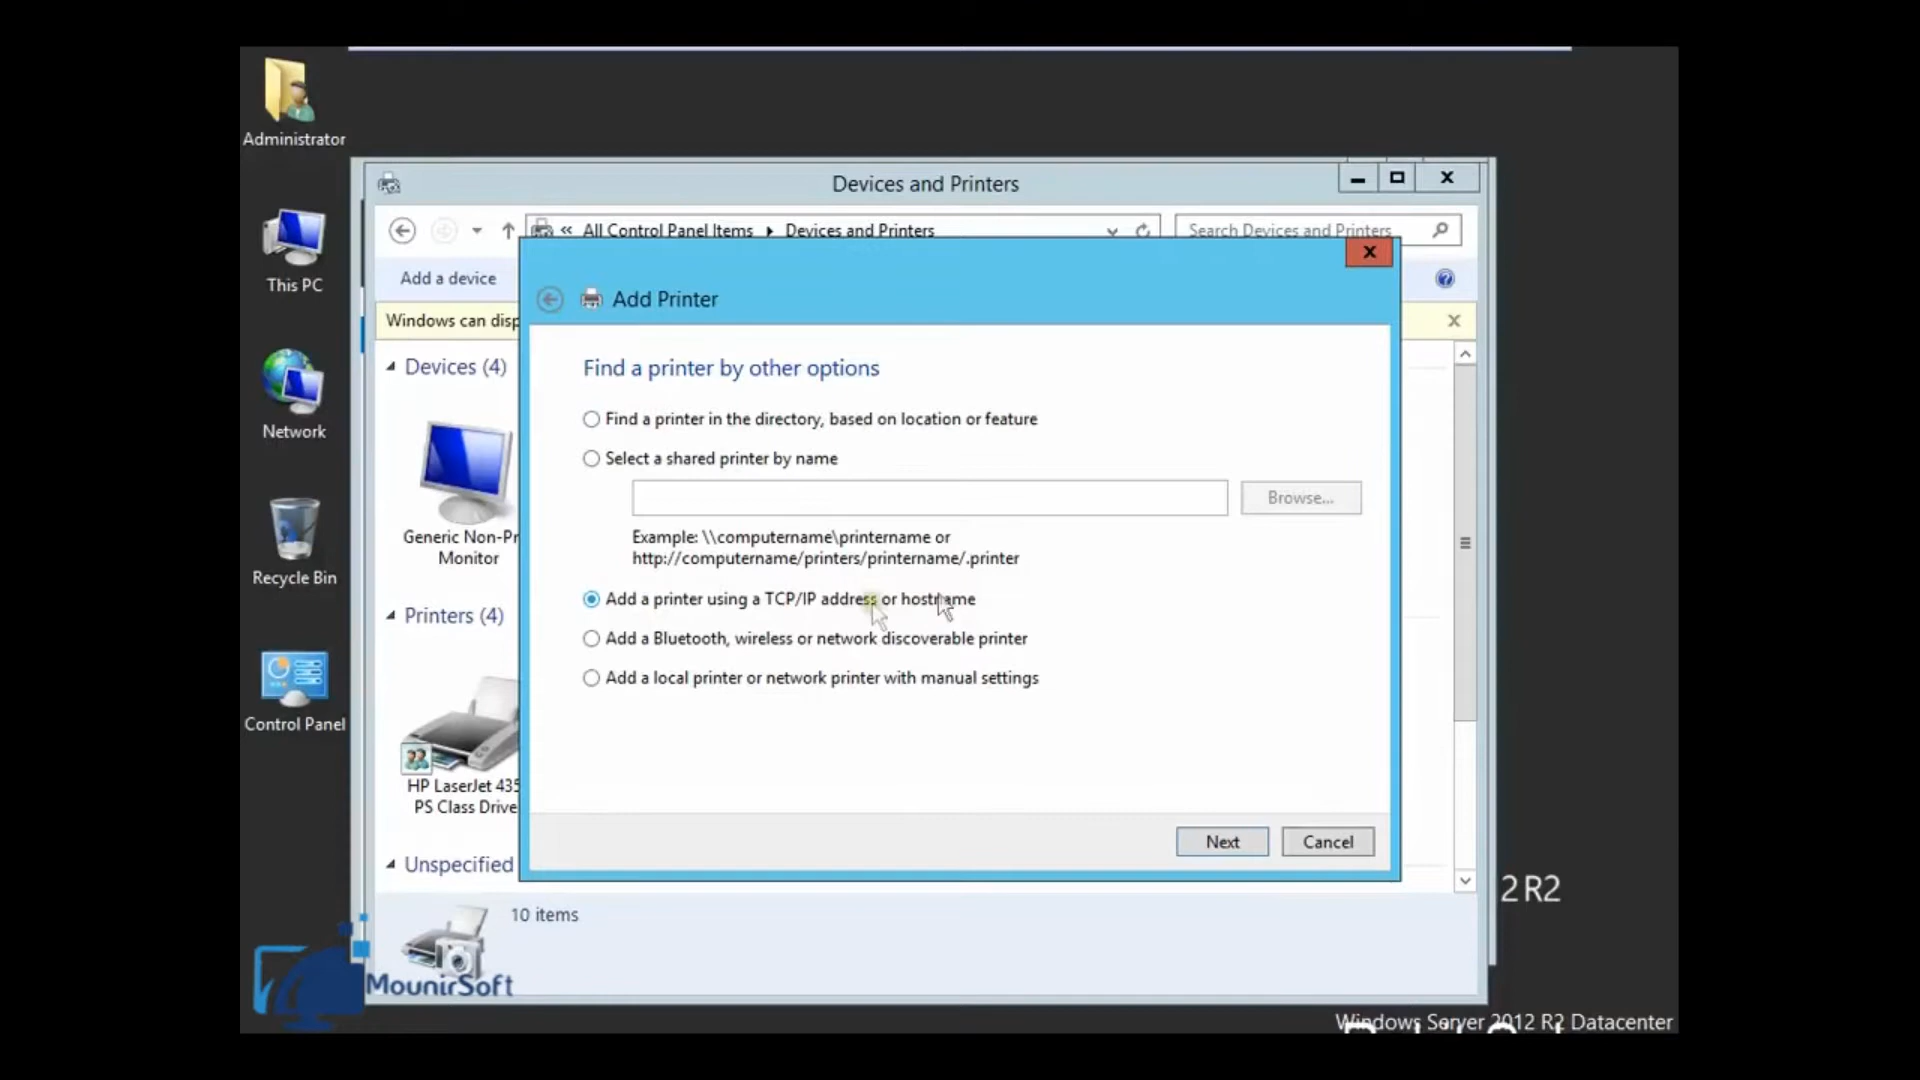 Administrator
This PC
Network
Recycle Bin
Control Panel
Devices and Printers
« All Control Panel Items Devices and Printers
Search Devices and Printers
Add a device
Windows can disp
Devices (4)
Generic Non-Pr
Monitor
Printers (4)
HP LaserJet 435
PS Class Drive
Unspecified
10 items
Add Printer
Find a printer by other options
Find a printer in the directory, based on location or feature
Select a shared printer by name
Browse...
Example: \\computername\printername or
http://computername/printers/printername/.printer
Add a printer using a TCP/IP address or hostname
Add a Bluetooth, wireless or network discoverable printer
Add a local printer or network printer with manual settings
Next
Cancel
2 R2
MounirSoft
Windows Server 2012 R2 Datacenter